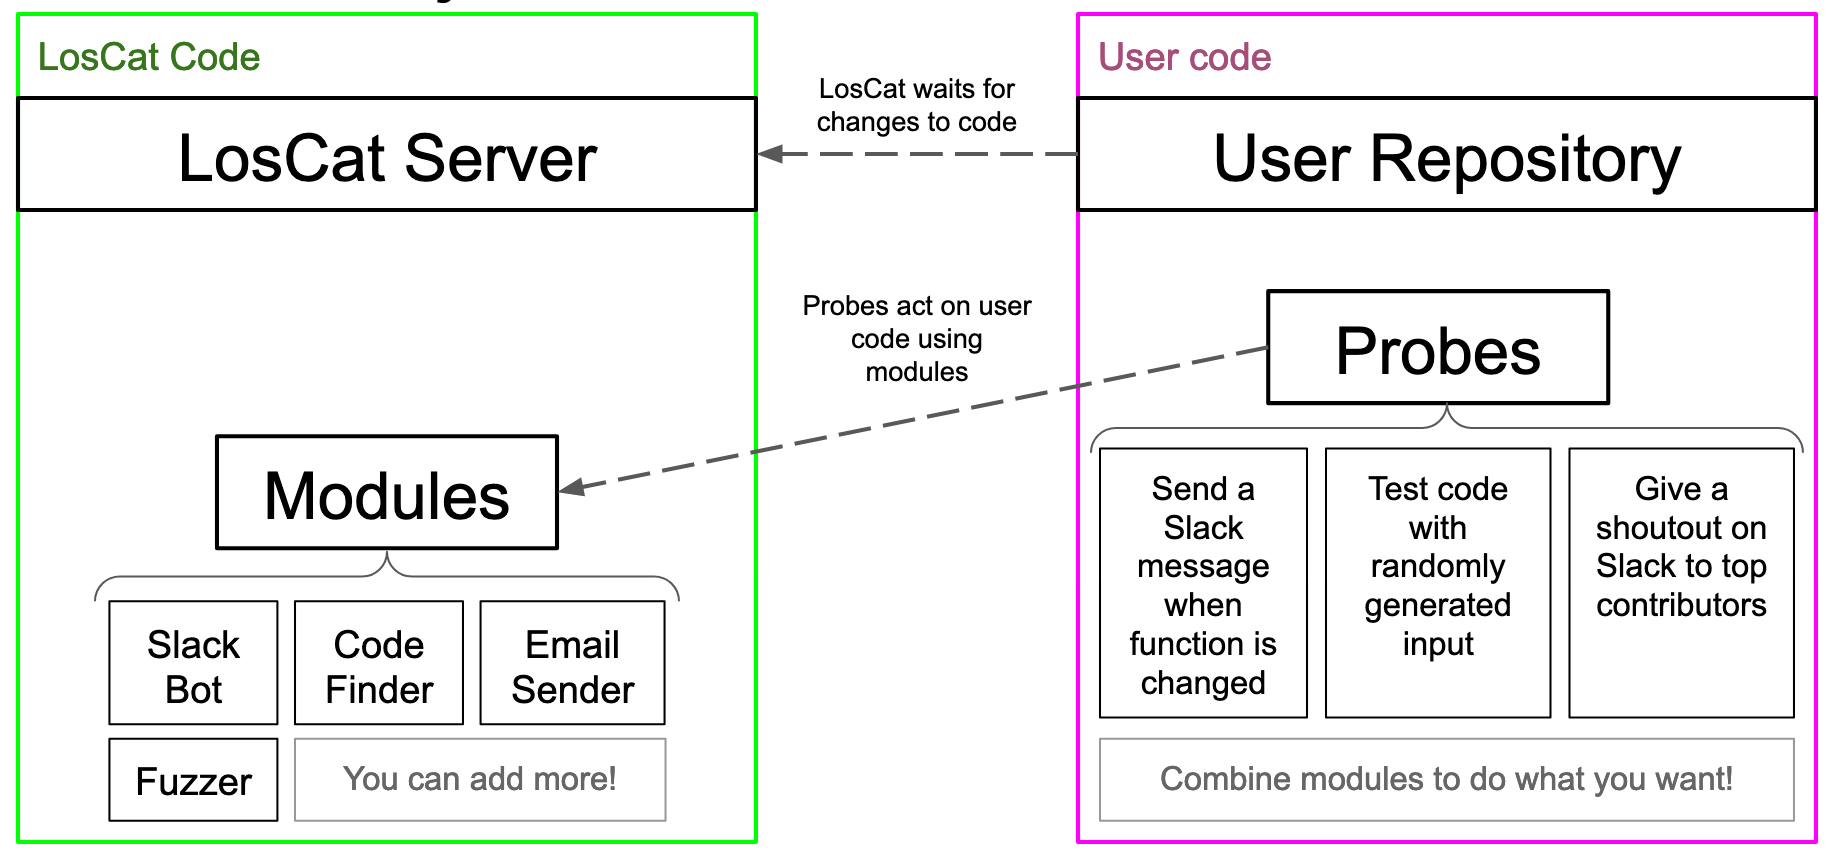 LosCat Code
LosCat Server
LosCat waits for
changes to code
User code
User Repository
Probes act on user
code using
modules
Probes
Send a
Slack
message
when
function is
changed
Test code
with
randomly
generated
input
Give a
shoutout on
Slack to top
contributors
Combine modules to do what you want!
Modules
Slack
Bot
Code
Finder
Email
Sender
Fuzzer
You can add more!